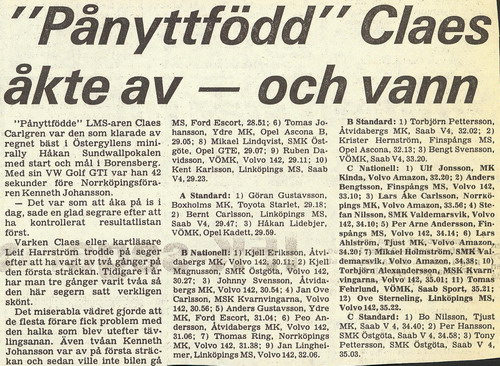 "Pånyttfödd" Claes
åkte av — och vann
"Pånyttfödde" LMS-aren Claes
Carlgren var den som klarade av
regnet bäst i Östergyllens mini-
rally Håkan Sundwallpokalen
med start och mål i Borensberg.
Med sin VW Golf GTI var han 42
sekunder före Norrköpingsföra-
ren Kenneth Johansson.
— Det var som att åka på is i
dag, sade en glad segrare efter att
ha kontrollerat resultatlistan
först.
Varken Claes eller kartläsare
Leif Harnström trodde på seger
efter att ha varit av två gånger på
den första sträckan. Tidigare i år
har man tre gånger varit tvåa så
den här segern satt verkligen
skönt.
Det miserabla vädret gjorde att
de flesta förare fick problem med
den halka som blev utefter täv-
lingsanan. Även tvåan Kenneth
Johansson var av på första sträc-
kan och sedan ville inte bilen gå
MS, Ford Escort, 28.51; 6) Tomas Jo-
hansson, Ydre MK, Opel Ascona B,
29.05; 8) Mikael Lindqvist, SMK Öst-
göte, Opel GTE, 29.07; 9) Ruben Da-
vidsson, VÖMK, Volvo 142, 29.11; 10)
Kent Karlsson, Linköpings MS, Saab
V4, 29.23.
A Standard: 1) Göran Gustavsson,
Boxholms MK, Toyota Starlet, 29.18;
2) Bernt Carlsson, Linköpings MS,
Saab V4, 29.47; 3) Håkan Lidebjer,
SMK ÖG, Opel Kadett, 29.59.
B Nationell: 1) Kjell Eriksson, Åtvi-
dabergs MK, Volvo 142, 30.21; 2) Kjell
Magnusson, SMK Östgöta, Volvo 142,
30.27; 3) Johnny Svensson, Åtvida-
bergs MK, Volvo 142, 30.54; 4) Jan Ove
Carlsson, MSK Kvarnvingarna, Volvo
142, 30.56; 5) Anders Gustavsson, Ydre
MK, Ford Escort, 31.04; 6) Peo An-
dersson, Åtvidabergs MK, Volvo 142,
31.06; 7) Thomas Ring, Norrköpings
MK, Volvo 142, 31.38; 9) Jan Linghei-
mer, Linköpings MS, Volvo 142, 32.06.
B Standard: 1) Torbjörn Pettersson,
Åtvidabergs MK, Saab V4, 32.02; 2)
Krister Hernström, Finspångs MS,
Opel Ascona, 32.13; 3) Bengt Svensson,
VÖMK, Saab V4, 33.20.
C Nationell: 1) Ulf Jonsson, MK
Kinda, Volvo Amazon, 32.20; 2) Anders
Bengtsson, Finspångs MS, Volvo 142,
33.10; 3) Lars Åke Carlsson, Norrkö-
pings MK, Volvo Amazon, 33.56; 4) Ste-
fan Nilsson, SMK Valdemarsvik, Volvo
142, 34.10; 5) Per Arne Andersson, Fin-
spångs MS, Volvo 142, 34.14; 6) Lars
Ahlström, Tjust MK, Volvo Amazon,
34.20; 7) Mikael Holmström, SMK Val-
demarsvik, Volvo Amazon, 34.38; 10)
Torbjörn Alexandersson, MSK Kvarn-
vingarna, Volvo 142, 35.01; 11) Tomas
Fehrlund, VÖMK, Saab Sport, 35.21;
12) Ove Sterneling, Linköpings MS,
Volvo 142, 35.22.
C Standard: 1) Bo Nilsson, Tjust
MK, Saab V 4, 34.40; 2) Per Hansson,
SMK Östgöta, Saab V 4, 34.58; 3) Tony
Pettersson, SMK Östgöta, Saab V 4,
35.03.